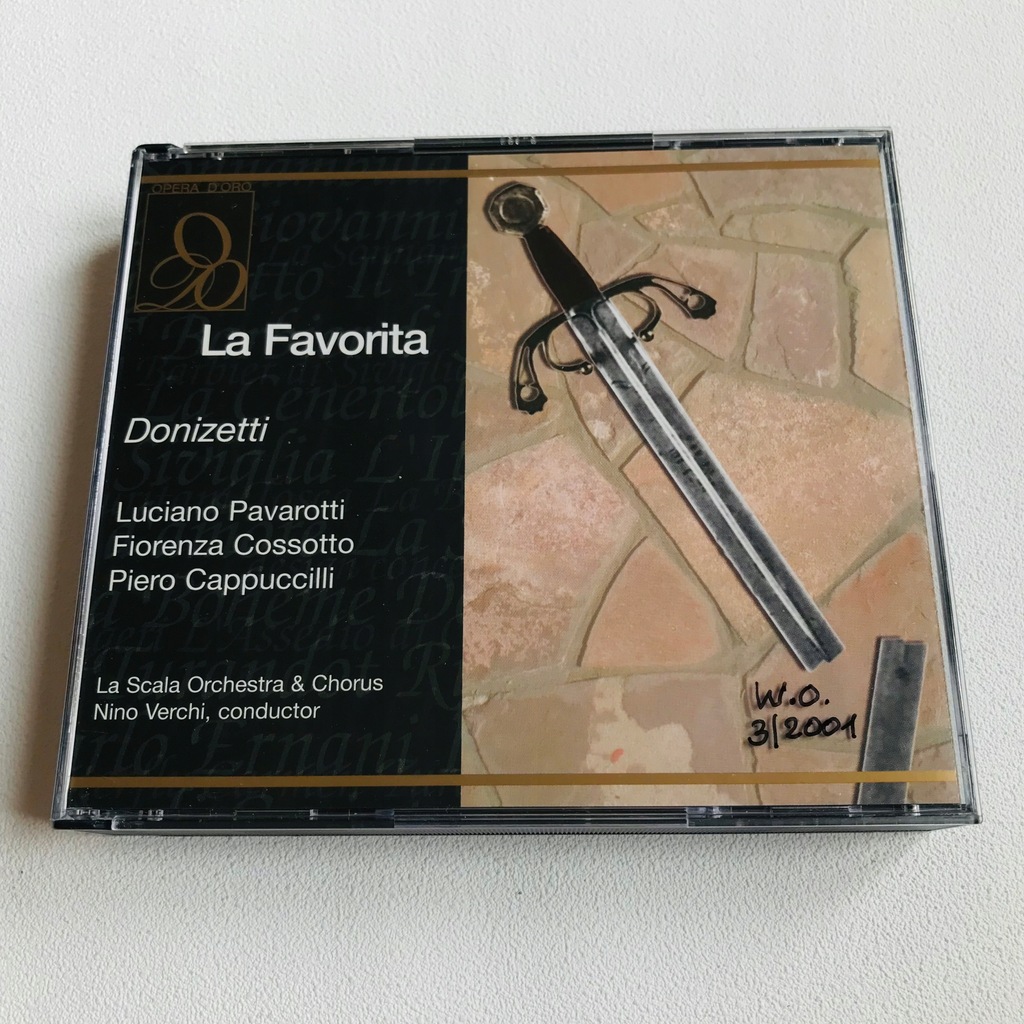 OPERA D'ORO
La Favorita
Donizetti
Luciano Pavarotti
Fiorenza Cossotto
Piero Cappuccilli
La Scala Orchestra & Chorus
Nino Verchi, conductor
W.O.
3/2001